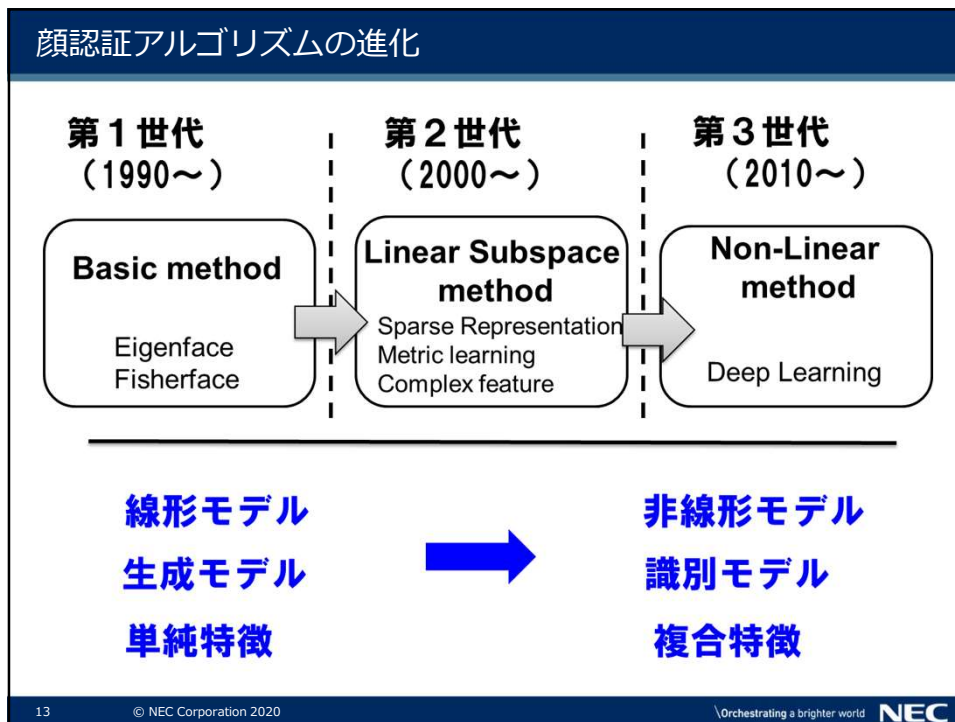 顔認証アルゴリズムの進化
第1世代
（1990～）
第2世代
（2000～）
第3世代
（2010～）
Basic method
Eigenface
Fisherface
Linear Subspace
method
Sparse Representation
Metric learning
Complex feature
Non-Linear
method
Deep Learning
線形モデル
生成モデル
単純特徴
非線形モデル
識別モデル
複合特徴
13 © NEC Corporation 2020
\Orchestrating a brighter world NEC